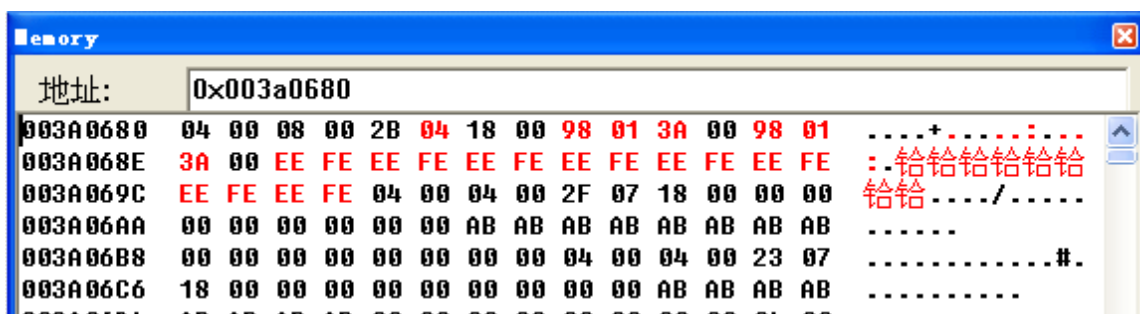 Memory
地址: 0x003a0680
003A0680 04 00 08 00 2B 04 18 00 98 01 3A 00 98 01 ....+.....:...
003A068E 3A 00 EE FE EE FE EE FE EE FE EE FE EE FE :.铪铪铪铪铪铪
003A069C EE FE EE FE 04 00 04 00 2F 07 18 00 00 00 铪铪..../.....
003A06AA 00 00 00 00 00 00 AB AB AB AB AB AB AB AB ......
003A06B8 00 00 00 00 00 00 00 00 04 00 04 00 23 07 ............#.
003A06C6 18 00 00 00 00 00 00 00 00 00 AB AB AB AB ..........